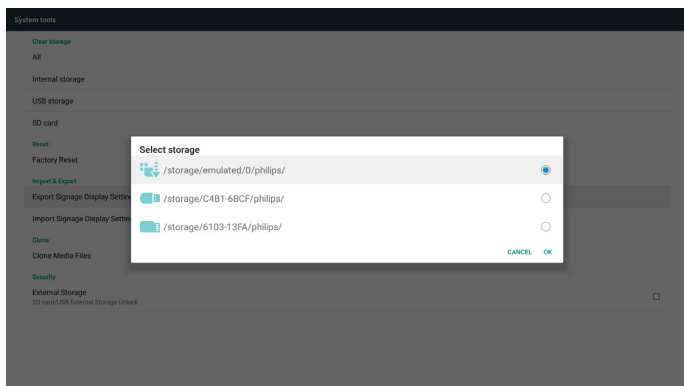 System tools
Clear storage
All
Internal storage
USB storage
SD card
Reset
Factory Reset
Import & Export
Export Signage Display Settin
Import Signage Display Settin
Clone
Clone Media Files
Security
External Storage
SD card/USB External Storage Unlock
Select storage
/storage/emulated/0/philips/
/storage/C4B1-6BCF/philips/
/storage/6103-13FA/philips/
CANCEL OK